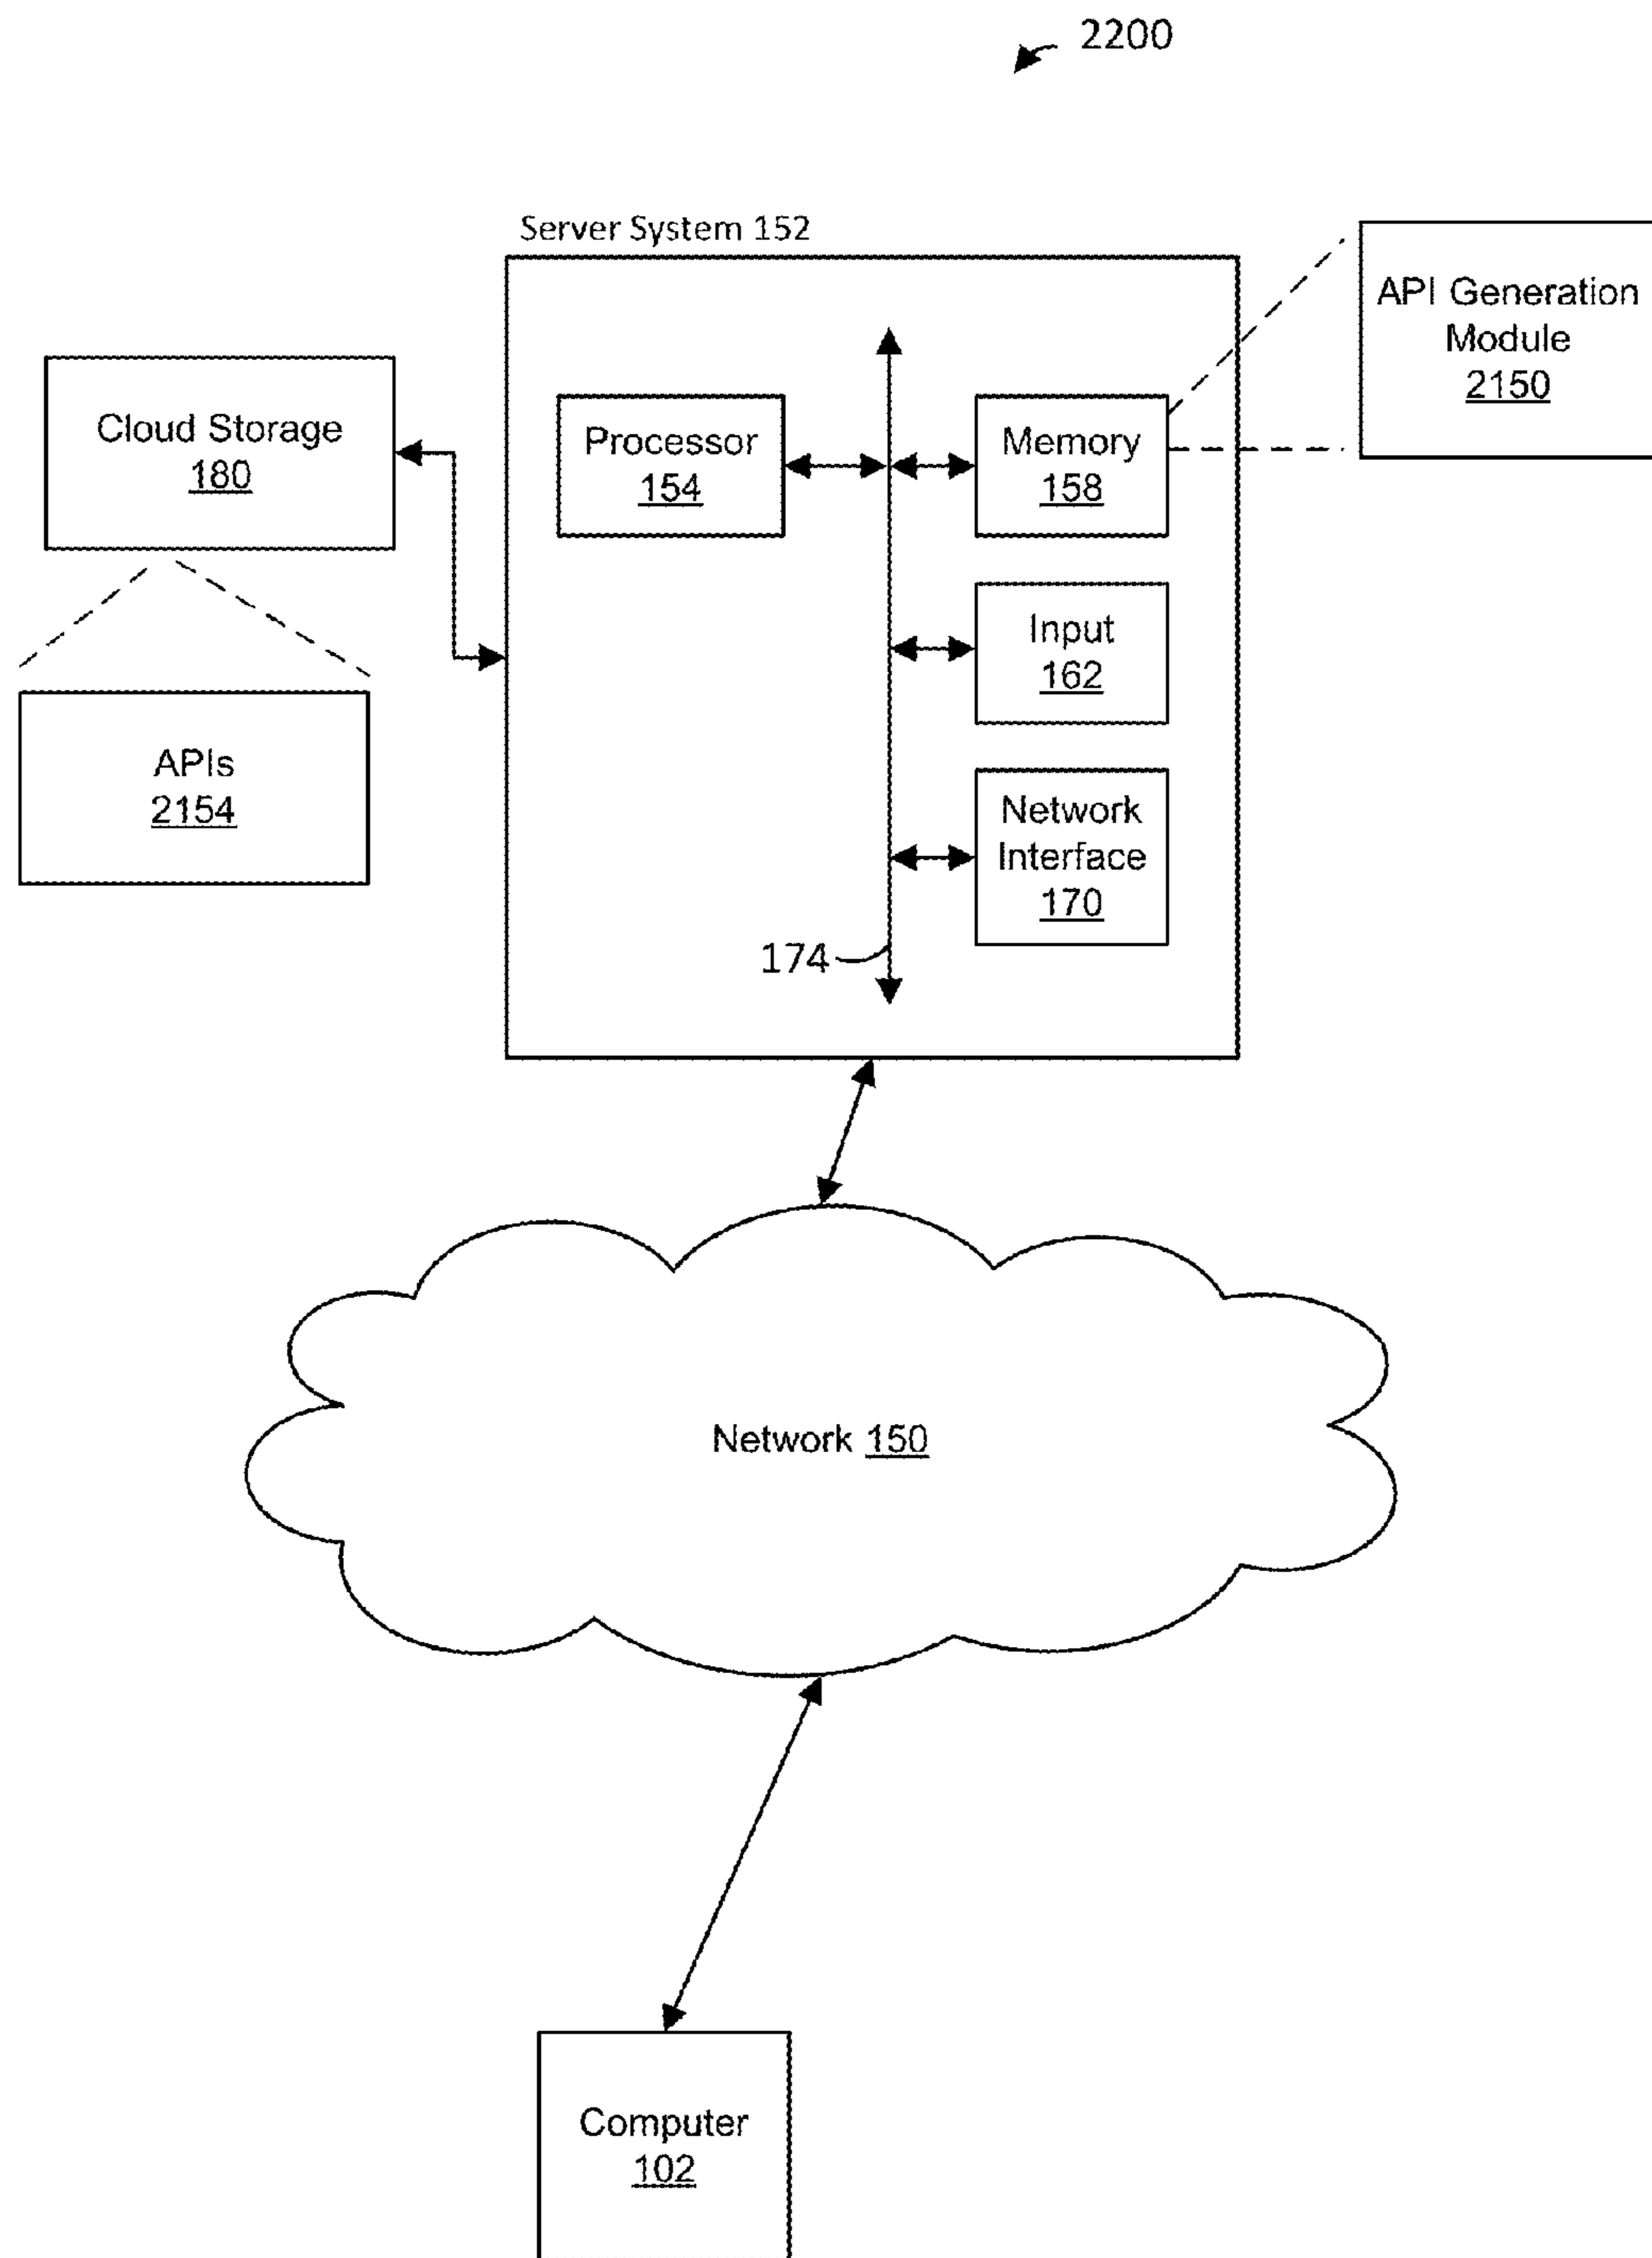 2200
Server System 152
API Generation
Module
2150
Cloud Storage
180
Processor
154
Memory
158
Input
162
APIs
2154
Network
Interface
170
174
Network 150
Computer
102